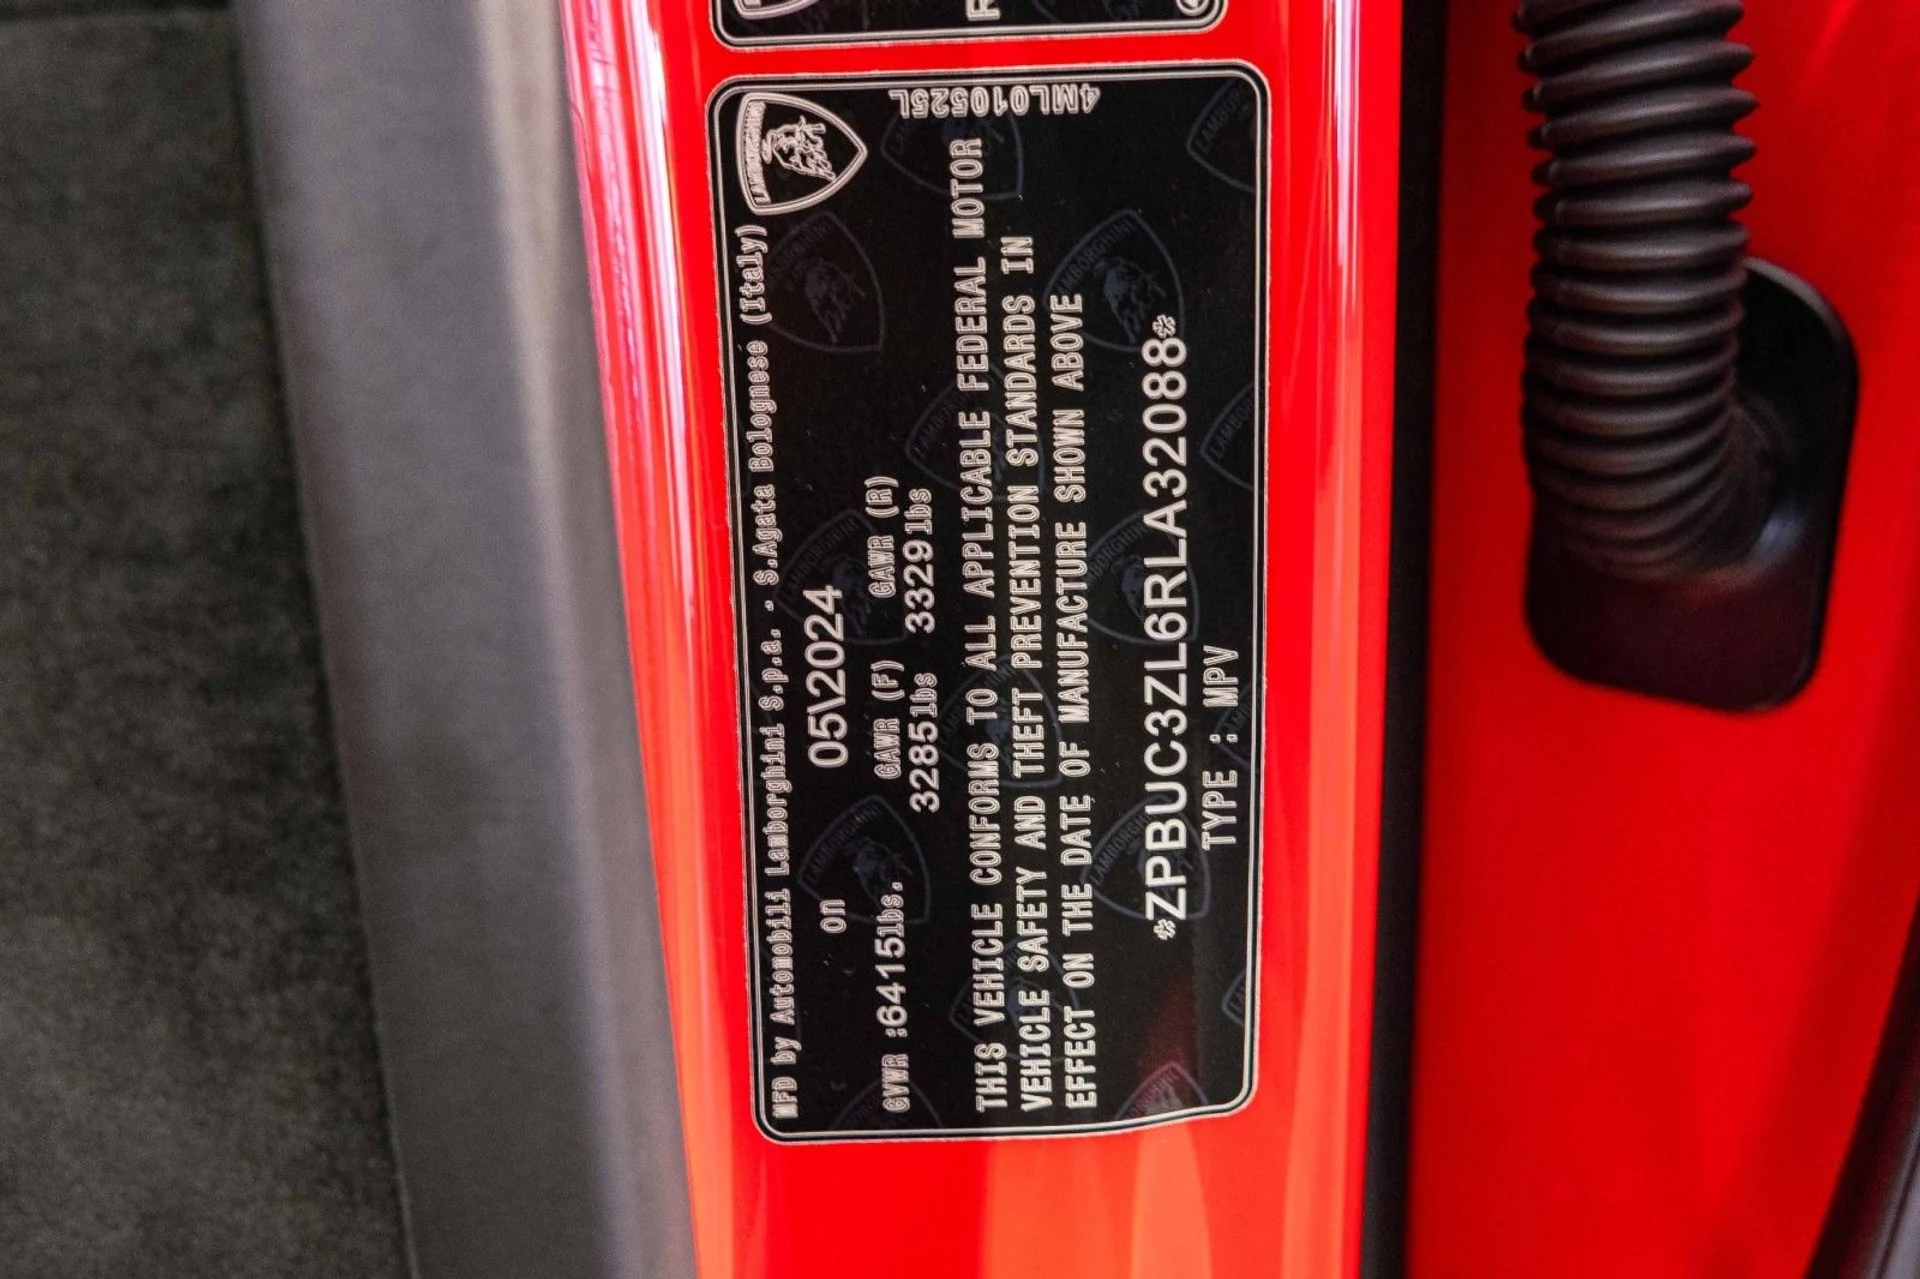 R
4ML010525L
LAMBORGHINI
MFD by Automobili Lamborghini S.p.a. - S.Agata Bolognese (Italy)
on 05\2024
GVWR :6415lbs. GAWR (F) GAWR (R)
3285lbs 3329lbs
THIS VEHICLE CONFORMS TO ALL APPLICABLE FEDERAL MOTOR
VEHICLE SAFETY AND THEFT PREVENTION STANDARDS IN
EFFECT ON THE DATE OF MANUFACTURE SHOWN ABOVE
*ZPBUC3ZL6RLA32088*
TYPE : MPV